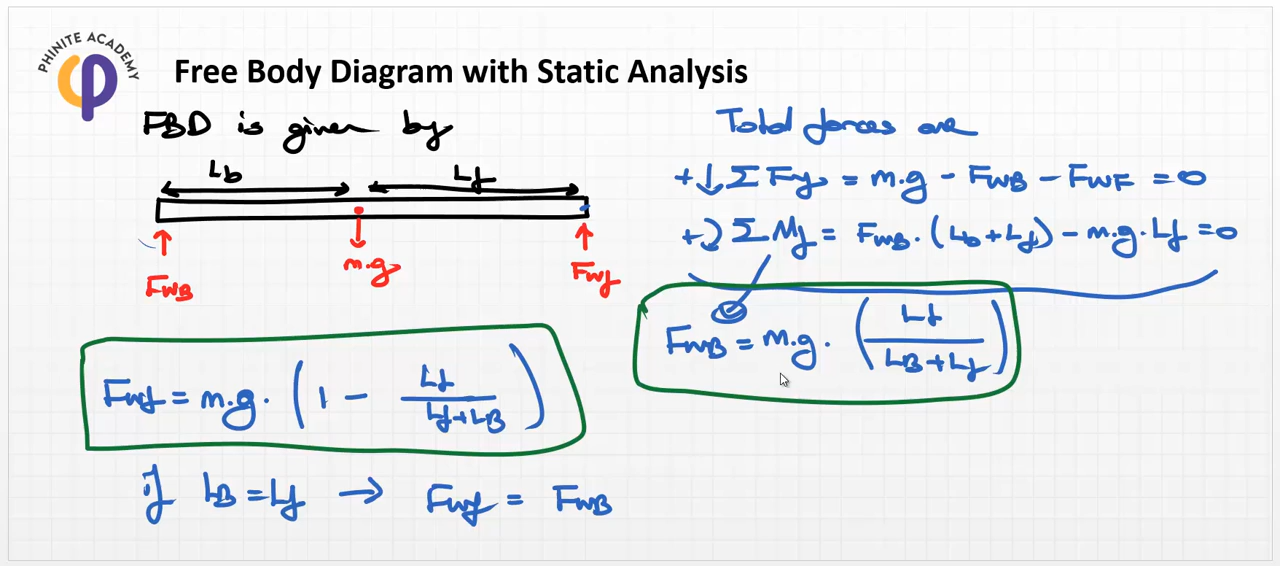 PHINITE ACADEMY
Free Body Diagram with Static Analysis
FBD is given by
Lb Lf
FWB m.g FWf
FWf = m.g. (1 - Lf / (Lf+LB))
if LB = Lf → FWf = FWB
Total forces are
+↓ ΣFy = m.g - FWB - FWF = 0
+⤸ ΣMf = FWB. (Lb+Lf) - m.g. Lf = 0
FWB = m.g. (Lf / (LB+Lf))